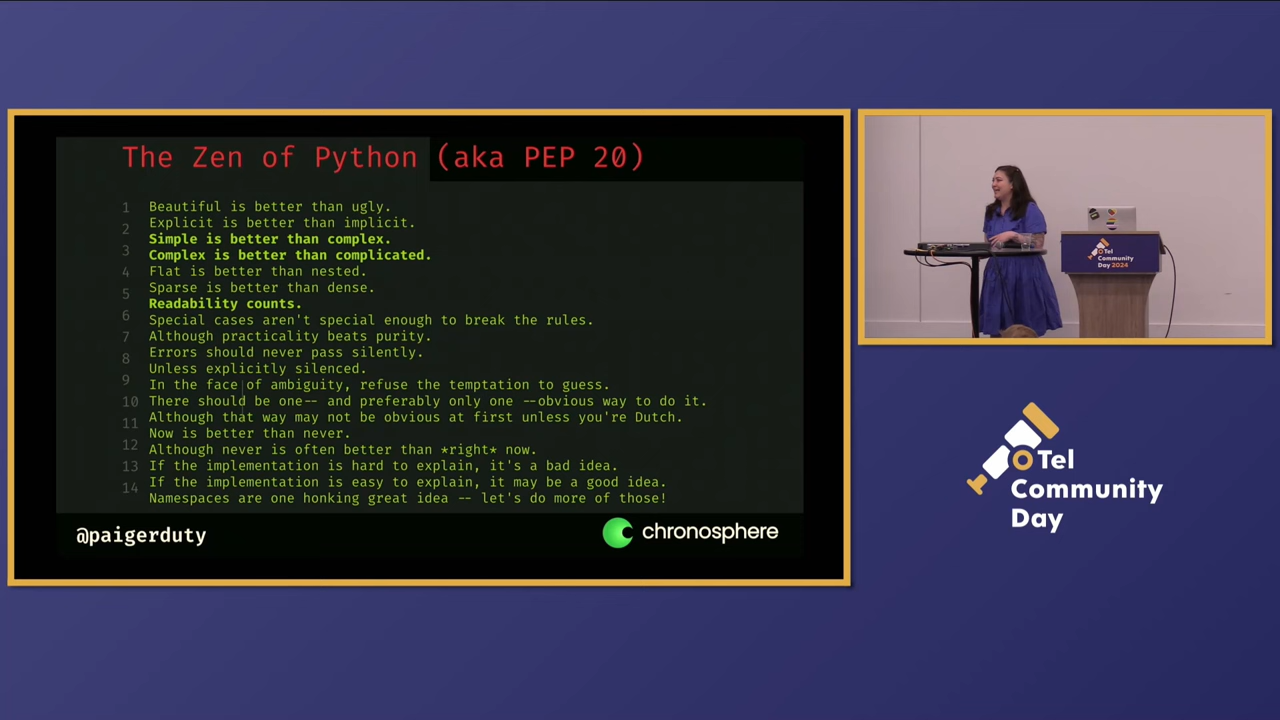 The Zen of Python (aka PEP 20)
1
2
3
4
5
6
7
8
9
10
11
12
13
14
Beautiful is better than ugly.
Explicit is better than implicit.
Simple is better than complex.
Complex is better than complicated.
Flat is better than nested.
Sparse is better than dense.
Readability counts.
Special cases aren't special enough to break the rules.
Although practicality beats purity.
Errors should never pass silently.
Unless explicitly silenced.
In the face of ambiguity, refuse the temptation to guess.
There should be one-- and preferably only one --obvious way to do it.
Although that way may not be obvious at first unless you're Dutch.
Now is better than never.
Although never is often better than *right* now.
If the implementation is hard to explain, it's a bad idea.
If the implementation is easy to explain, it may be a good idea.
Namespaces are one honking great idea -- let's do more of those!
@paigerduty
chronosphere
OTel
Community
Day 2024
OTel
Community
Day